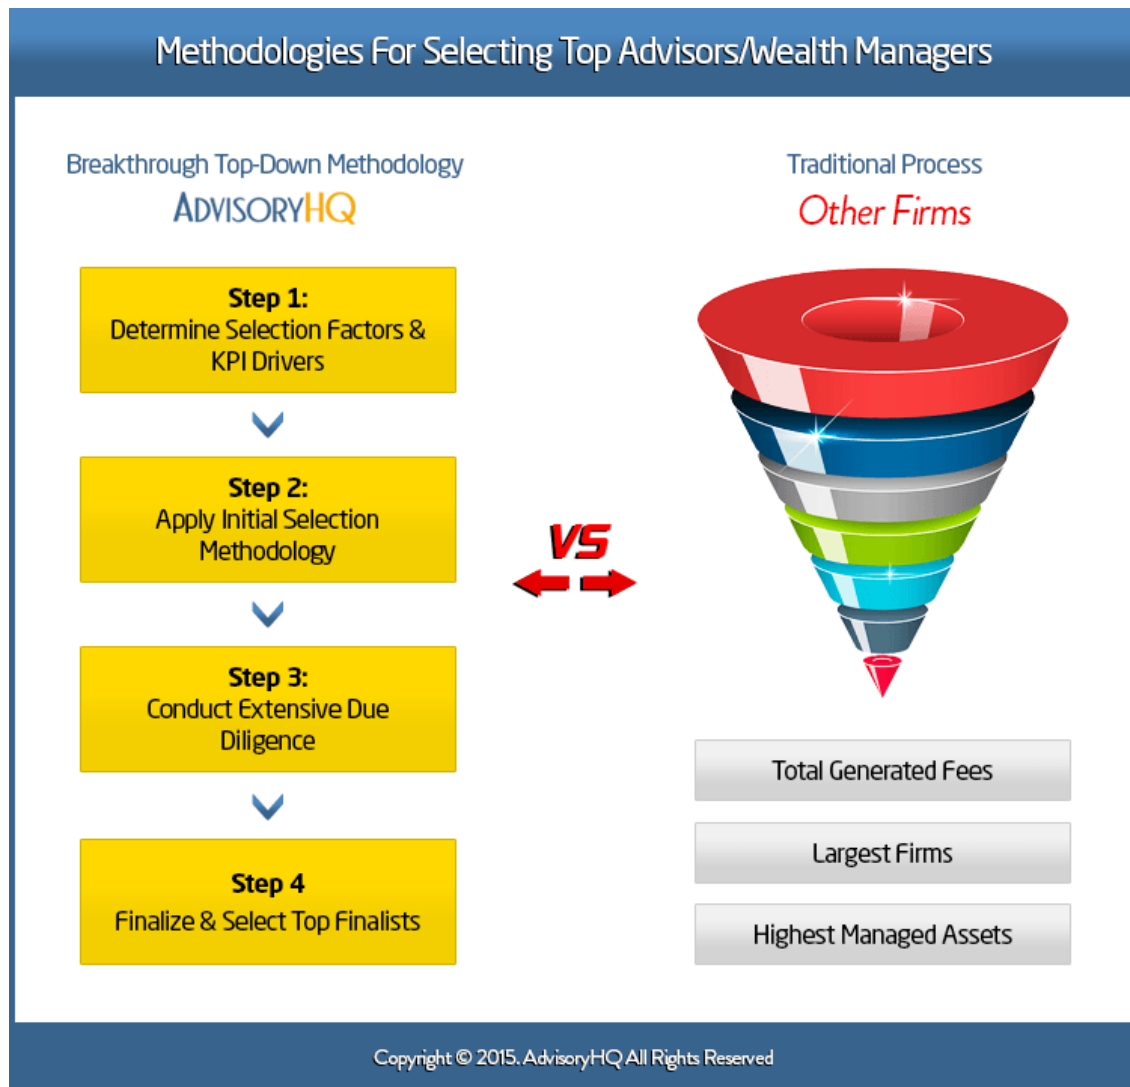 Methodologies For Selecting Top Advisors/Wealth Managers
Breakthrough Top-Down Methodology
ADVISORYHQ
Step 1:
Determine Selection Factors &
KPI Drivers
Step 2:
Apply Initial Selection
Methodology
Step 3:
Conduct Extensive Due
Diligence
Step 4
Finalize & Select Top Finalists
VS
Traditional Process
Other Firms
Total Generated Fees
Largest Firms
Highest Managed Assets
Copyright © 2015. AdvisoryHQ All Rights Reserved